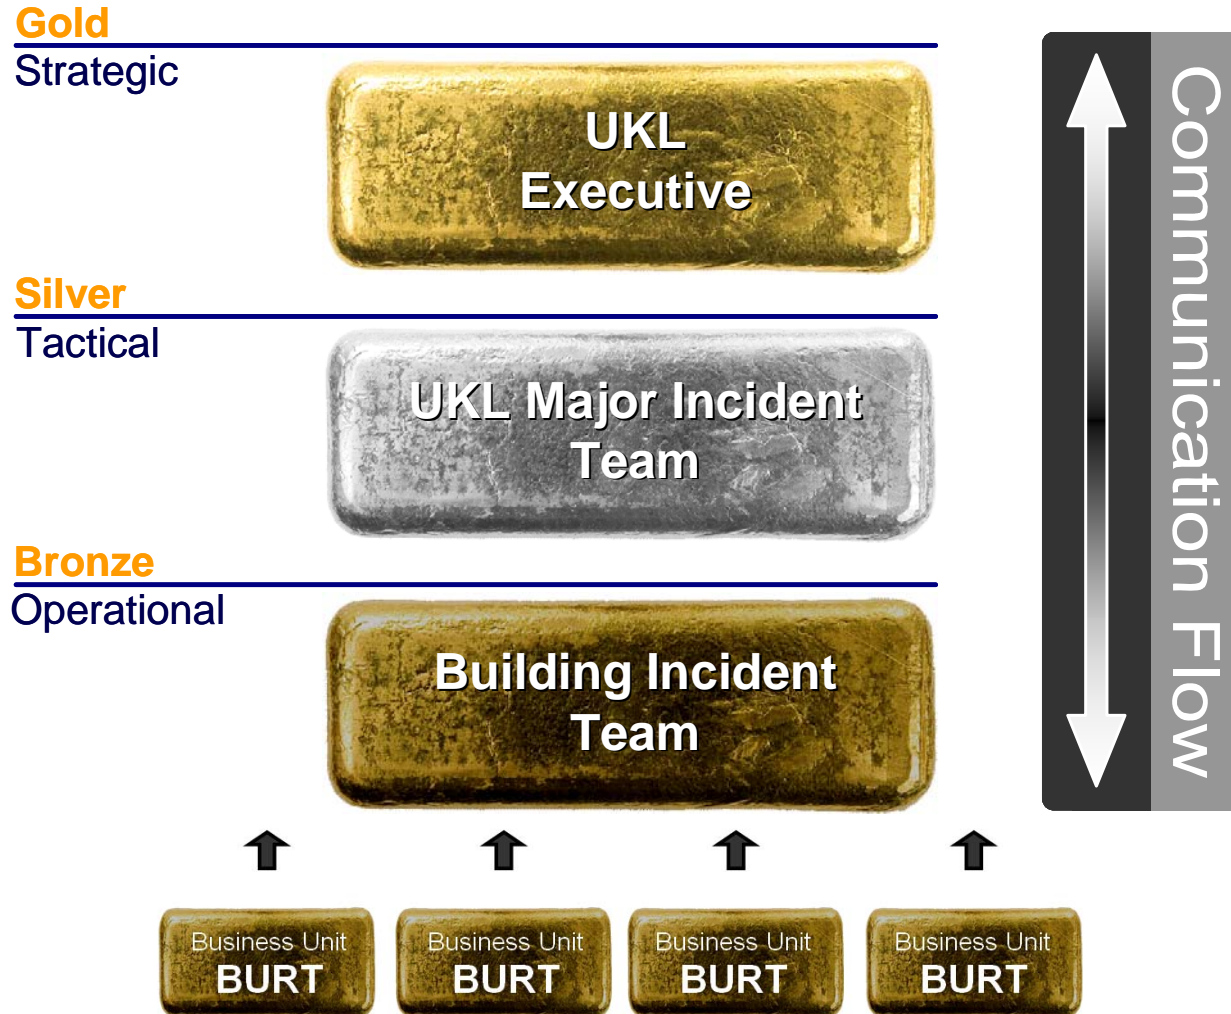 Gold
Strategic
UKL
Executive
Silver
Tactical
UKL Major Incident
Team
Bronze
Operational
Building Incident
Team
Communication Flow
Business Unit
BURT
Business Unit
BURT
Business Unit
BURT
Business Unit
BURT